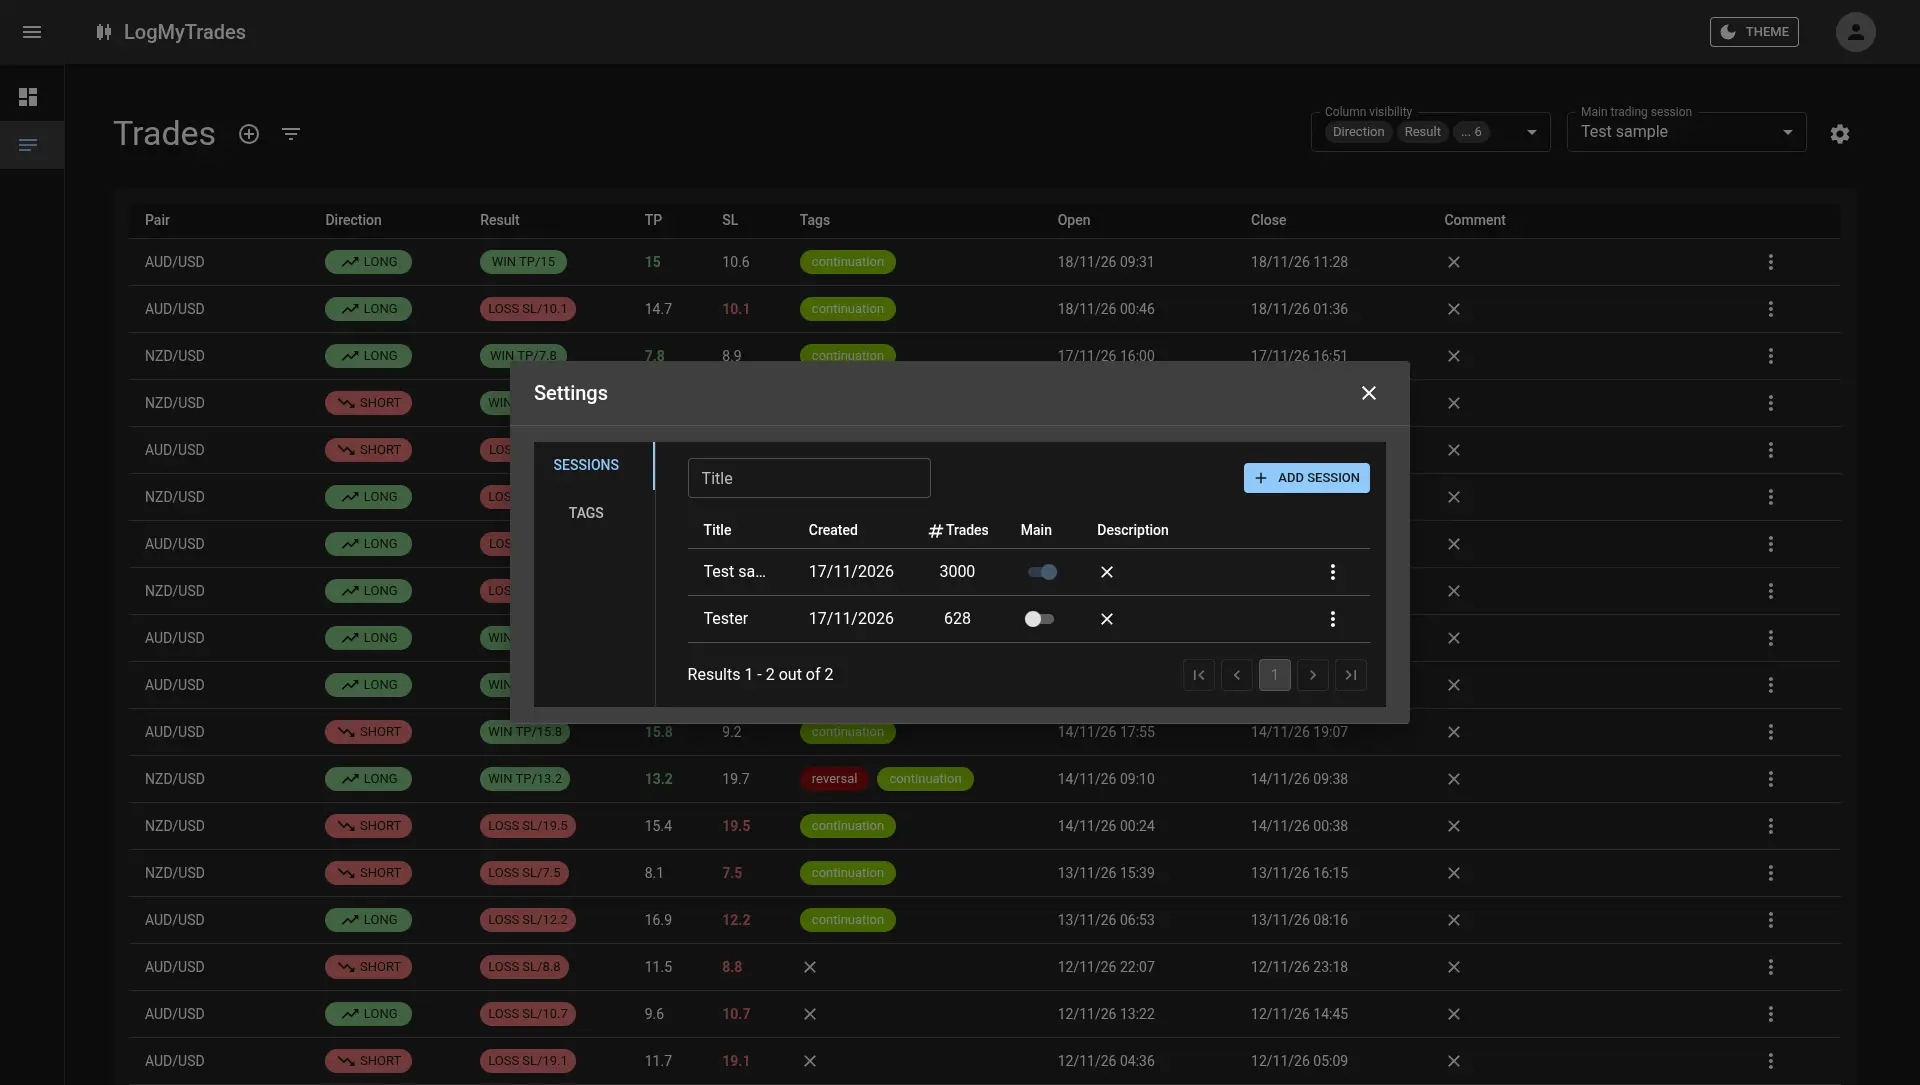 LogMyTrades
THEME
Trades
Column visibility
Direction Result ... 6
Main trading session
Test sample
Pair Direction Result TP SL Tags Open Close Comment
AUD/USD LONG WIN TP/15 15 10.6 continuation 18/11/26 09:31 18/11/26 11:28
AUD/USD LONG LOSS SL/10.1 14.7 10.1 continuation 18/11/26 00:46 18/11/26 01:36
NZD/USD LONG WIN TP/7.8 7.8 8.9 continuation 17/11/26 16:00 17/11/26 16:51
NZD/USD SHORT WIN
AUD/USD SHORT LOS
NZD/USD LONG LOS
AUD/USD LONG LOS
NZD/USD LONG LOS
AUD/USD LONG WIN
AUD/USD LONG WIN
AUD/USD SHORT WIN TP/15.8 15.8 9.2 continuation 14/11/26 17:55 14/11/26 19:07
NZD/USD LONG WIN TP/13.2 13.2 19.7 reversal continuation 14/11/26 09:10 14/11/26 09:38
NZD/USD SHORT LOSS SL/19.5 15.4 19.5 continuation 14/11/26 00:24 14/11/26 00:38
NZD/USD SHORT LOSS SL/7.5 8.1 7.5 continuation 13/11/26 15:39 13/11/26 16:15
AUD/USD LONG LOSS SL/12.2 16.9 12.2 continuation 13/11/26 06:53 13/11/26 08:16
AUD/USD SHORT LOSS SL/8.8 11.5 8.8 12/11/26 22:07 12/11/26 23:18
AUD/USD LONG LOSS SL/10.7 9.6 10.7 12/11/26 13:22 12/11/26 14:45
AUD/USD SHORT LOSS SL/19.1 11.7 19.1 12/11/26 04:36 12/11/26 05:09
Settings
SESSIONS
TAGS
Title
ADD SESSION
Title Created # Trades Main Description
Test sa... 17/11/2026 3000
Tester 17/11/2026 628
Results 1 - 2 out of 2
1